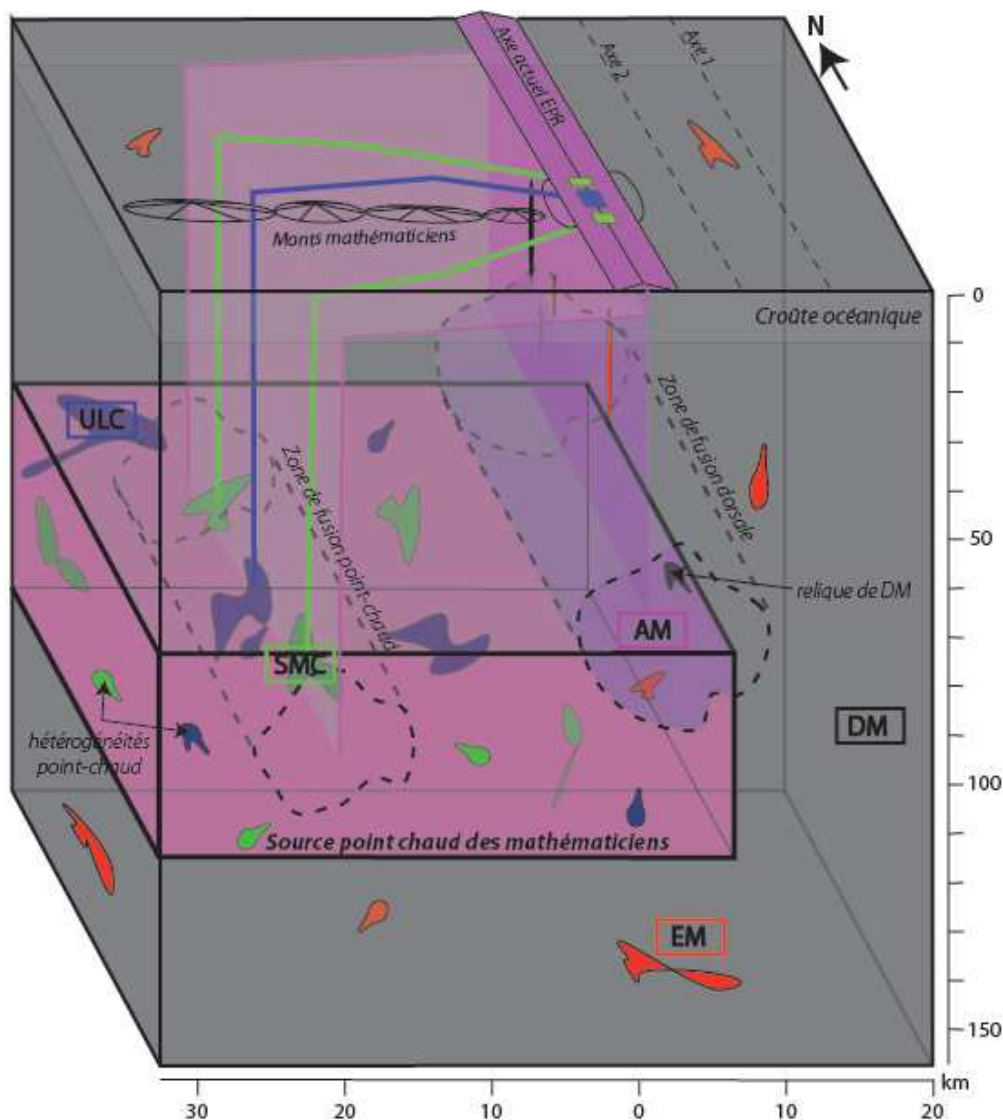 N
Axe actuel EPR
Axe 2
Axe 1
Monts mathématiciens
0
Croûte océanique
ULC
Zone de fusion point-chaud
Zone de fusion dorsale
50
relique de DM
AM
SMC
DM
hétérogénéités
point-chaud
100
Source point chaud des mathématiciens
EM
150
km
30
20
10
0
10
20